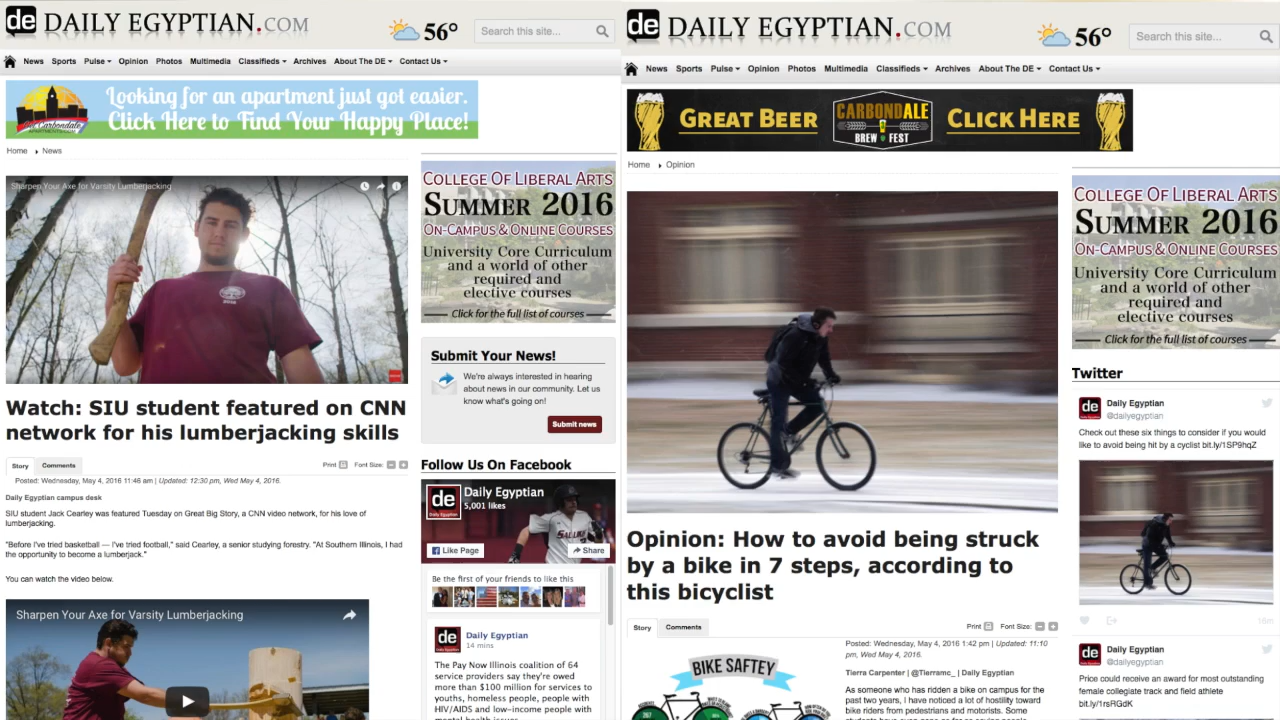 de DAILY EGYPTIAN.COM
56°
Search this site...
News Sports Pulse Opinion Photos Multimedia Classifieds Archives About The DE Contact Us
Looking for an apartment just got easier.
Click Here to Find Your Happy Place!
Home News
Sharpen Your Axe for Varsity Lumberjacking
Watch: SIU student featured on CNN
network for his lumberjacking skills
Story Comments Print Font Size:
Posted: Wednesday, May 4, 2016 11:46 am | Updated: 12:30 pm, Wed May 4, 2016.
Daily Egyptian campus desk
SIU student Jack Cearley was featured Tuesday on Great Big Story, a CNN video network, for his love of
lumberjacking.
"Before I've tried basketball — I've tried football," said Cearley, a senior studying forestry. "At Southern Illinois, I had
the opportunity to become a lumberjack."
You can watch the video below.
Sharpen Your Axe for Varsity Lumberjacking
COLLEGE OF LIBERAL ARTS
SUMMER 2016
ON-CAMPUS & ONLINE COURSES
University Core Curriculum
and a world of other
required and
elective courses
Click for the full list of courses
Submit Your News!
We're always interested in hearing
about news in our community. Let us
know what's going on!
Submit news
Follow Us On Facebook
de Daily Egyptian
5,001 likes
SALUKI
Like Page Share
Be the first of your friends to like this
de Daily Egyptian
14 mins
The Pay Now Illinois coalition of 64
service providers say they're owed
more than $100 million for services to
youths, homeless people, people with
HIV/AIDS and low-income people with
mental health issues
de DAILY EGYPTIAN.COM
56°
Search this site...
News Sports Pulse Opinion Photos Multimedia Classifieds Archives About The DE Contact Us
GREAT BEER
CARBONDALE
BREW FEST
CLICK HERE
Home Opinion
Opinion: How to avoid being struck
by a bike in 7 steps, according to
this bicyclist
Story Comments Print Font Size:
BIKE SAFTEY
Posted: Wednesday, May 4, 2016 1:42 pm | Updated: 11:10
pm, Wed May 4, 2016.
Tierra Carpenter | @Tierramc_ | Daily Egyptian
As someone who has ridden a bike on campus for the
past two years, I have noticed a lot of hostility toward
bike riders from pedestrians and motorists. Some
COLLEGE OF LIBERAL ARTS
SUMMER 2016
ON-CAMPUS & ONLINE COURSES
University Core Curriculum
and a world of other
required and
elective courses
Click for the full list of courses
Twitter
de Daily Egyptian
@dailyegyptian
Check out these six things to consider if you would
like to avoid being hit by a cyclist bit.ly/1SP9hqZ
16m
de Daily Egyptian
@dailyegyptian
Price could receive an award for most outstanding
female collegiate track and field athlete
bit.ly/1rsRGdK